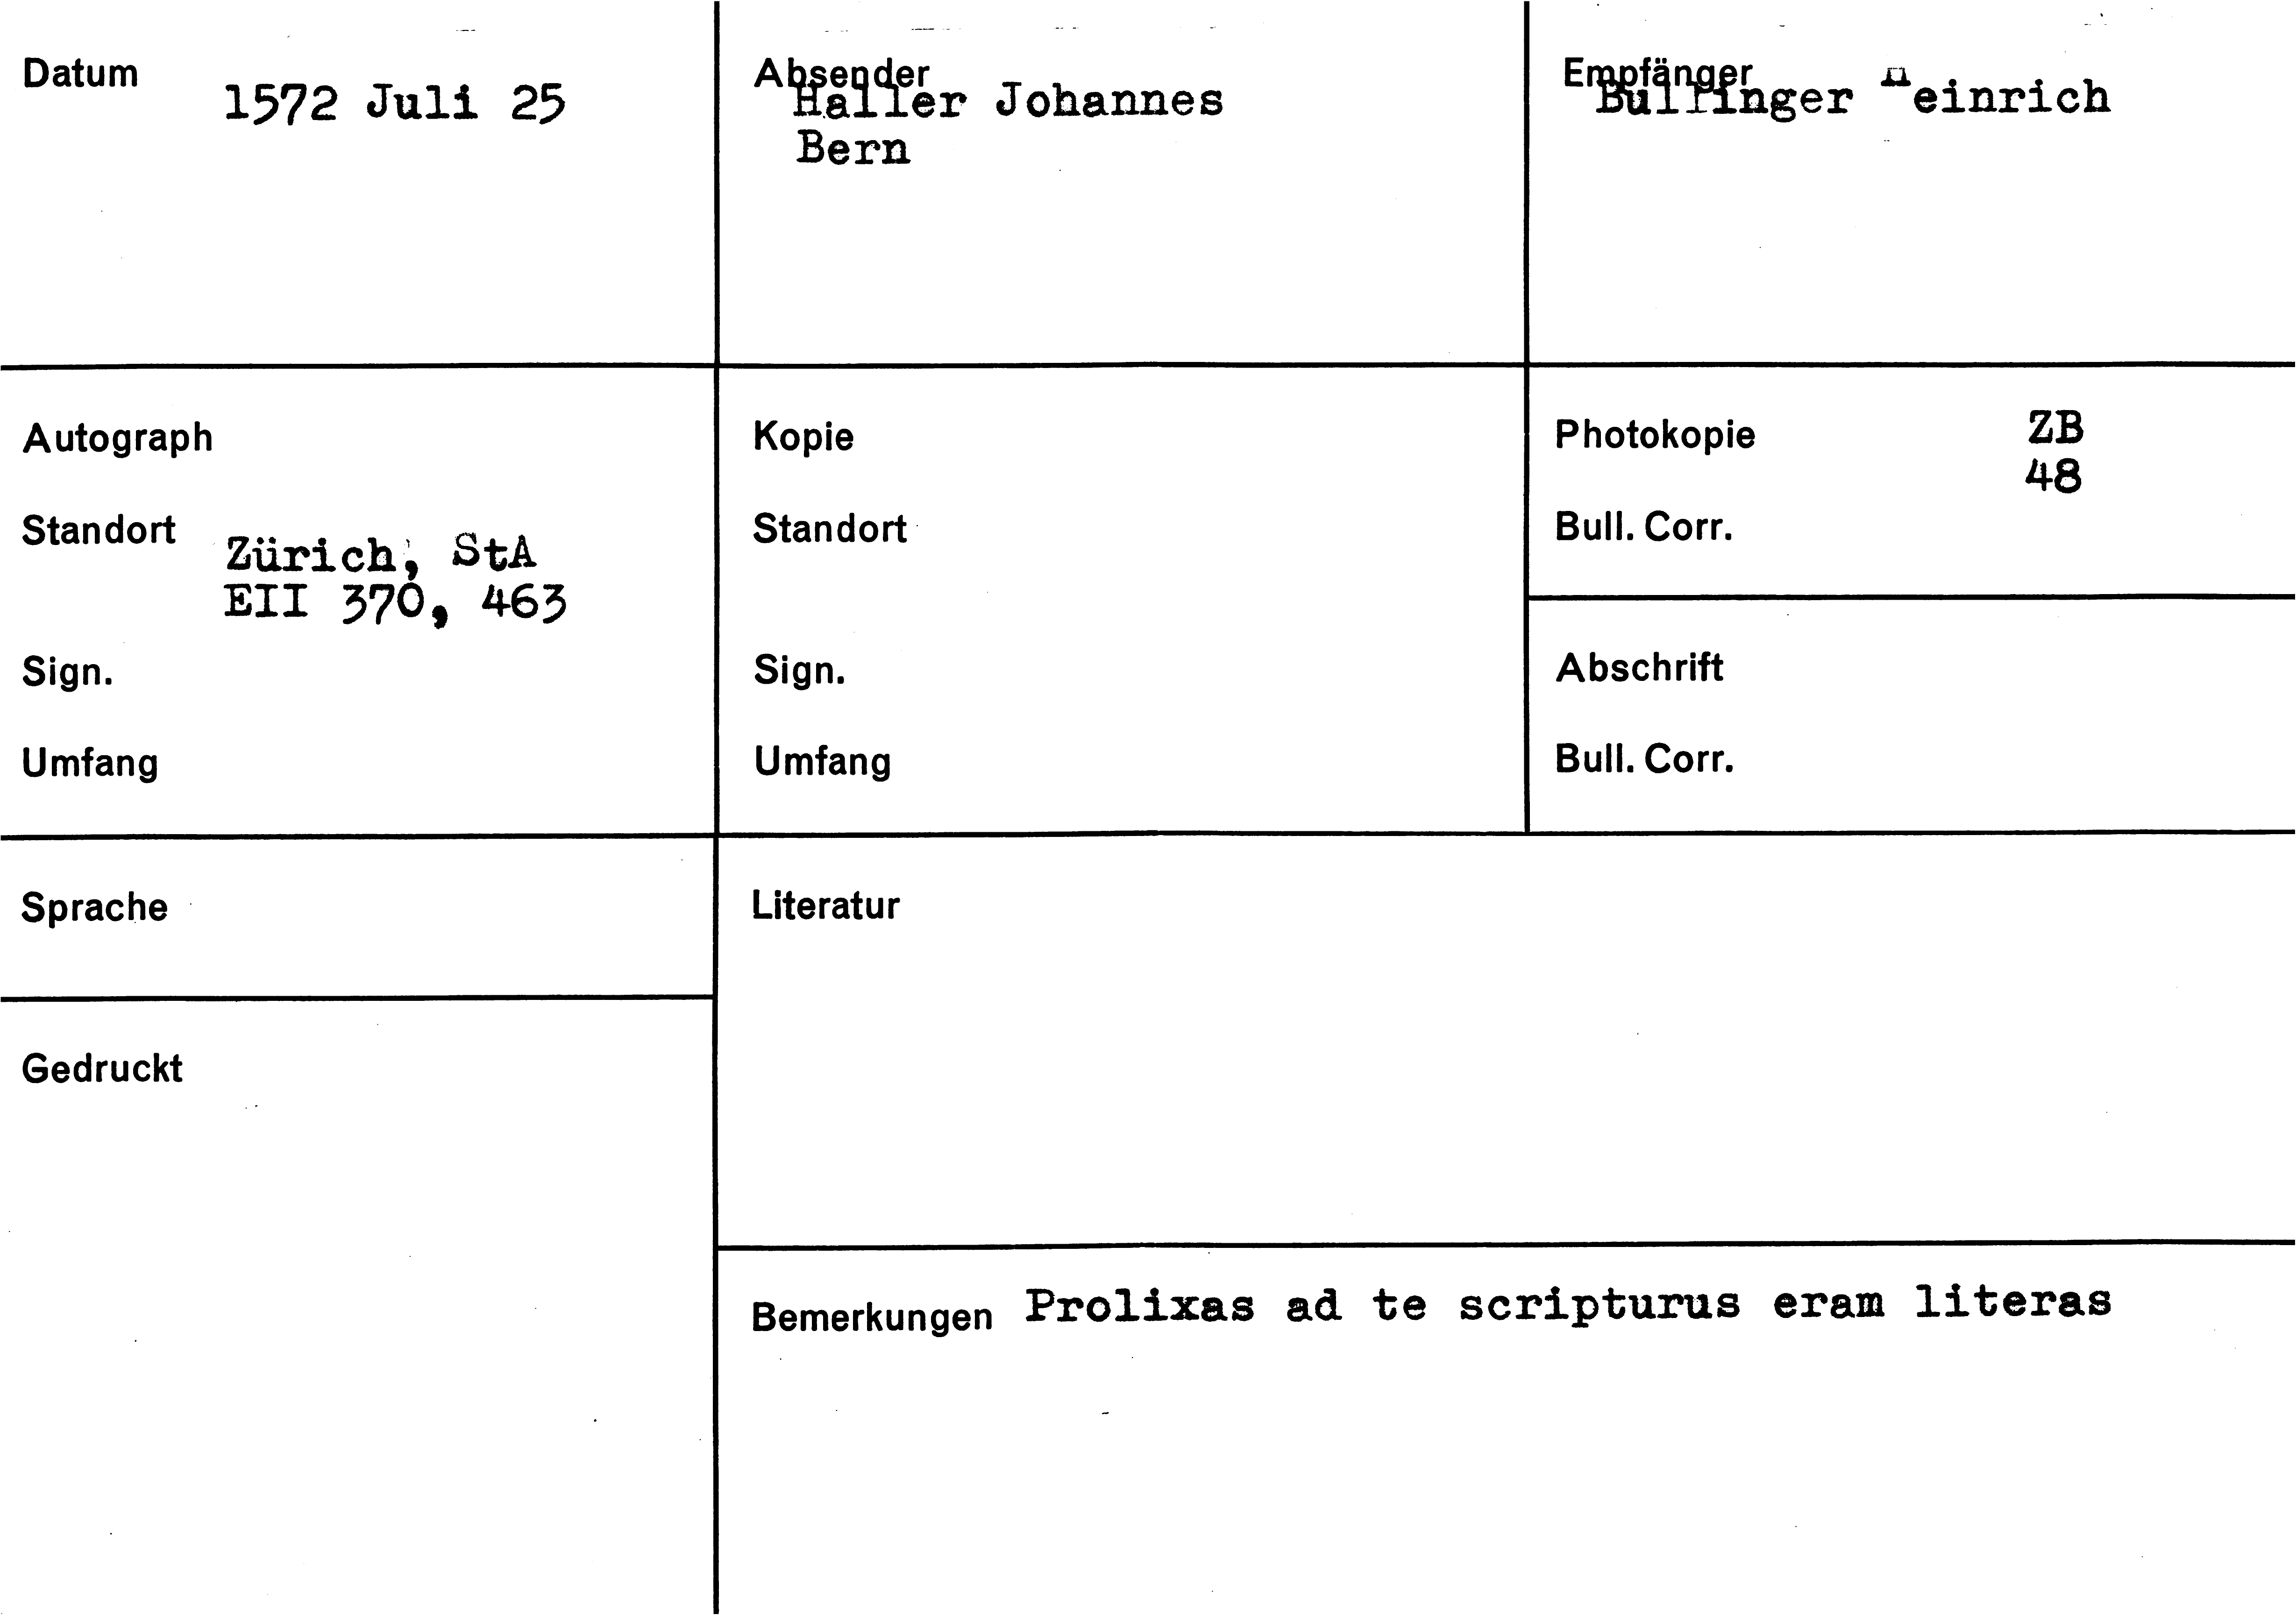 Datum 1572 Juli 25
Absender Haller Johannes
Bern
Empfänger Bullinger Heinrich
Autograph
Standort Zürich, StA
EII 370, 463
Sign.
Umfang
Kopie
Standort
Sign.
Umfang
Photokopie ZB
48
Bull. Corr.
Abschrift
Bull. Corr.
Sprache
Gedruckt
Literatur
Bemerkungen Prolixas ad te scripturus eram literas